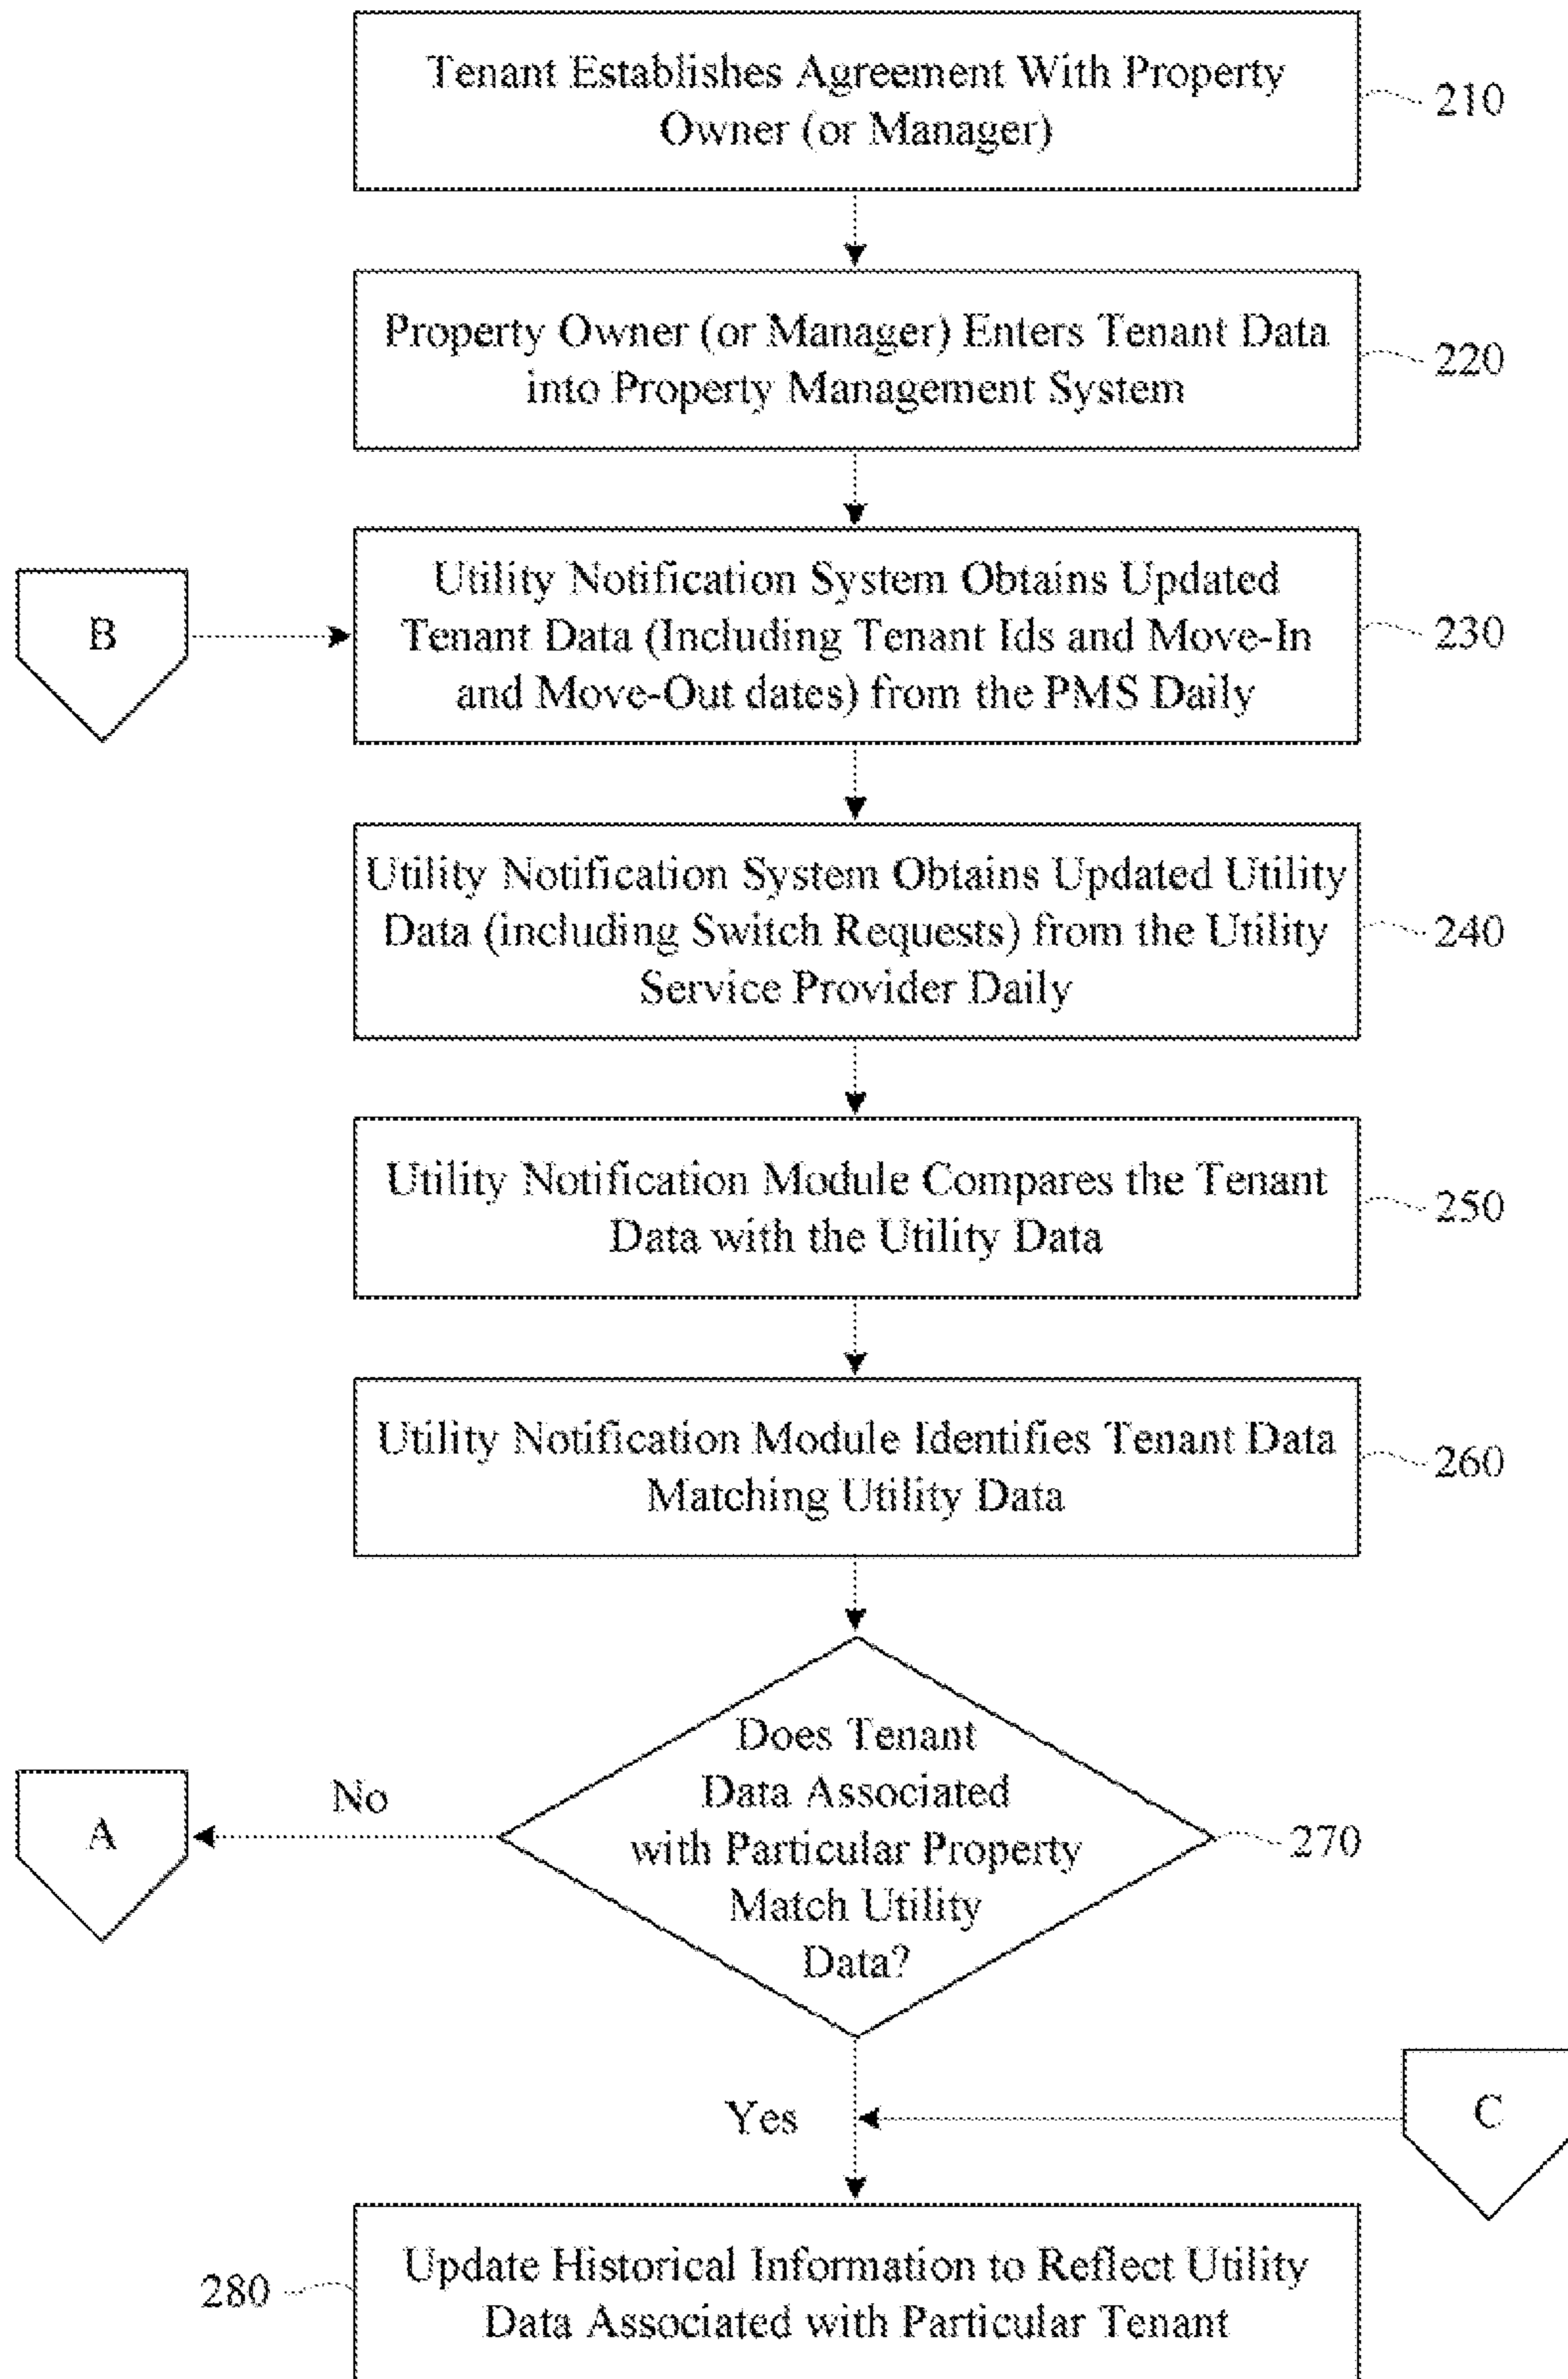 Tenant Establishes Agreement With Property
Owner (or Manager)
210
Property Owner (or Manager) Enters Tenant Data
into Property Management System
220
B
Utility Notification System Obtains Updated
Tenant Data (Including Tenant Ids and Move-In
and Move-Out dates) from the PMS Daily
230
Utility Notification System Obtains Updated Utility
Data (including Switch Requests) from the Utility
Service Provider Daily
240
Utility Notification Module Compares the Tenant
Data with the Utility Data
250
Utility Notification Module Identifies Tenant Data
Matching Utility Data
260
Does Tenant
Data Associated
with Particular Property
Match Utility
Data?
270
No
A
Yes
C
Update Historical Information to Reflect Utility
Data Associated with Particular Tenant
280